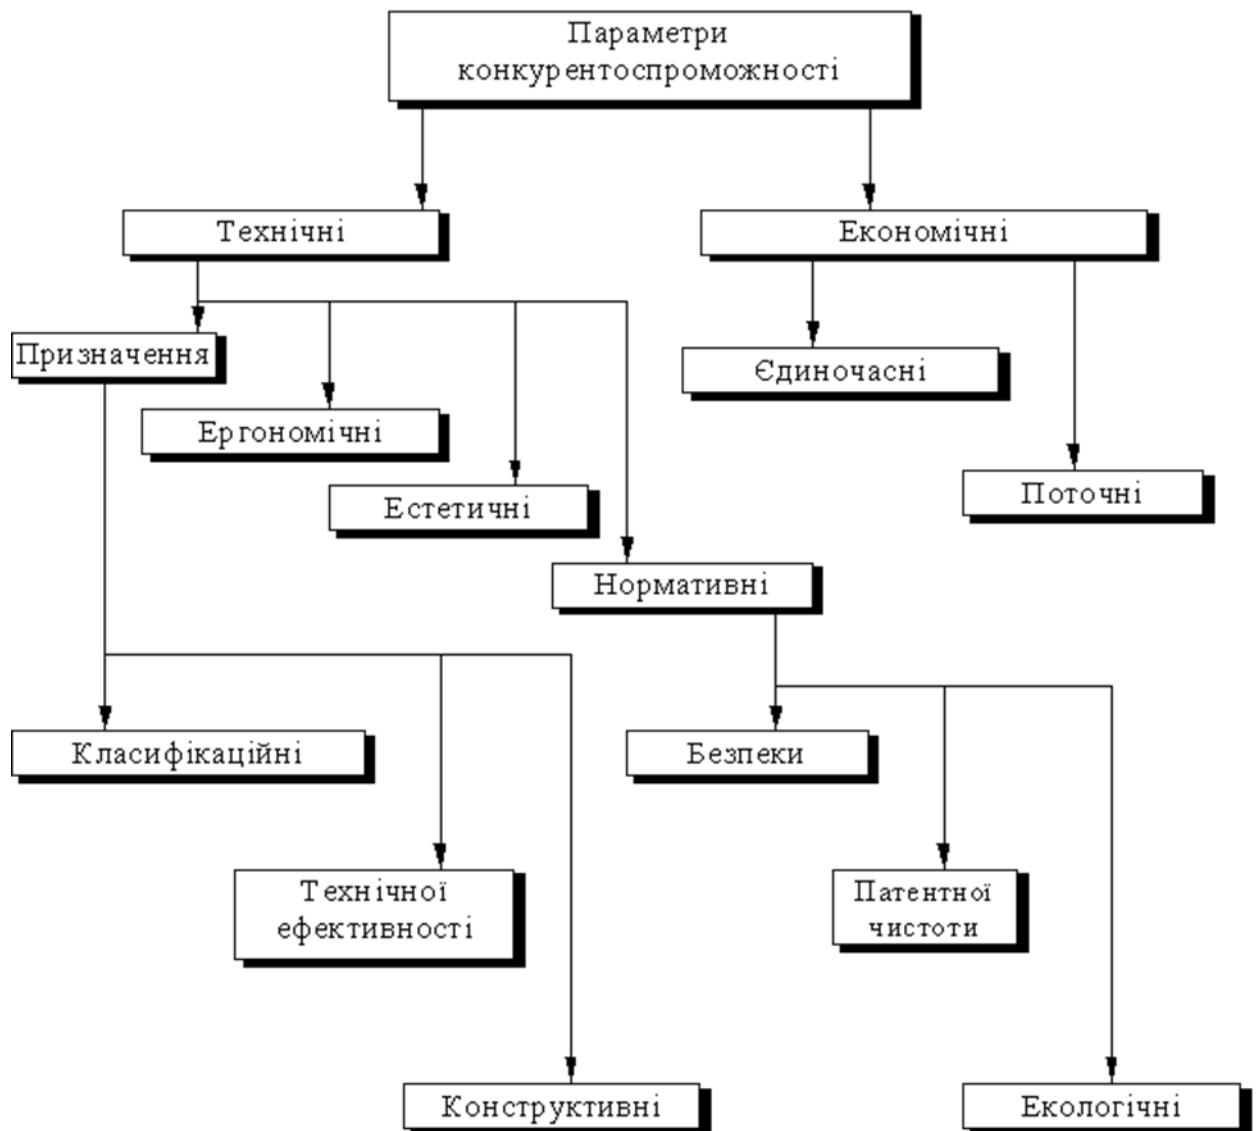 Параметри
конкурентоспроможності
Технічні
Економічні
Призначення
Єдиночасні
Ергономічні
Поточні
Естетичні
Нормативні
Класифікаційні
Безпеки
Технічної
ефективності
Патентної
чистоти
Конструктивні
Екологічні